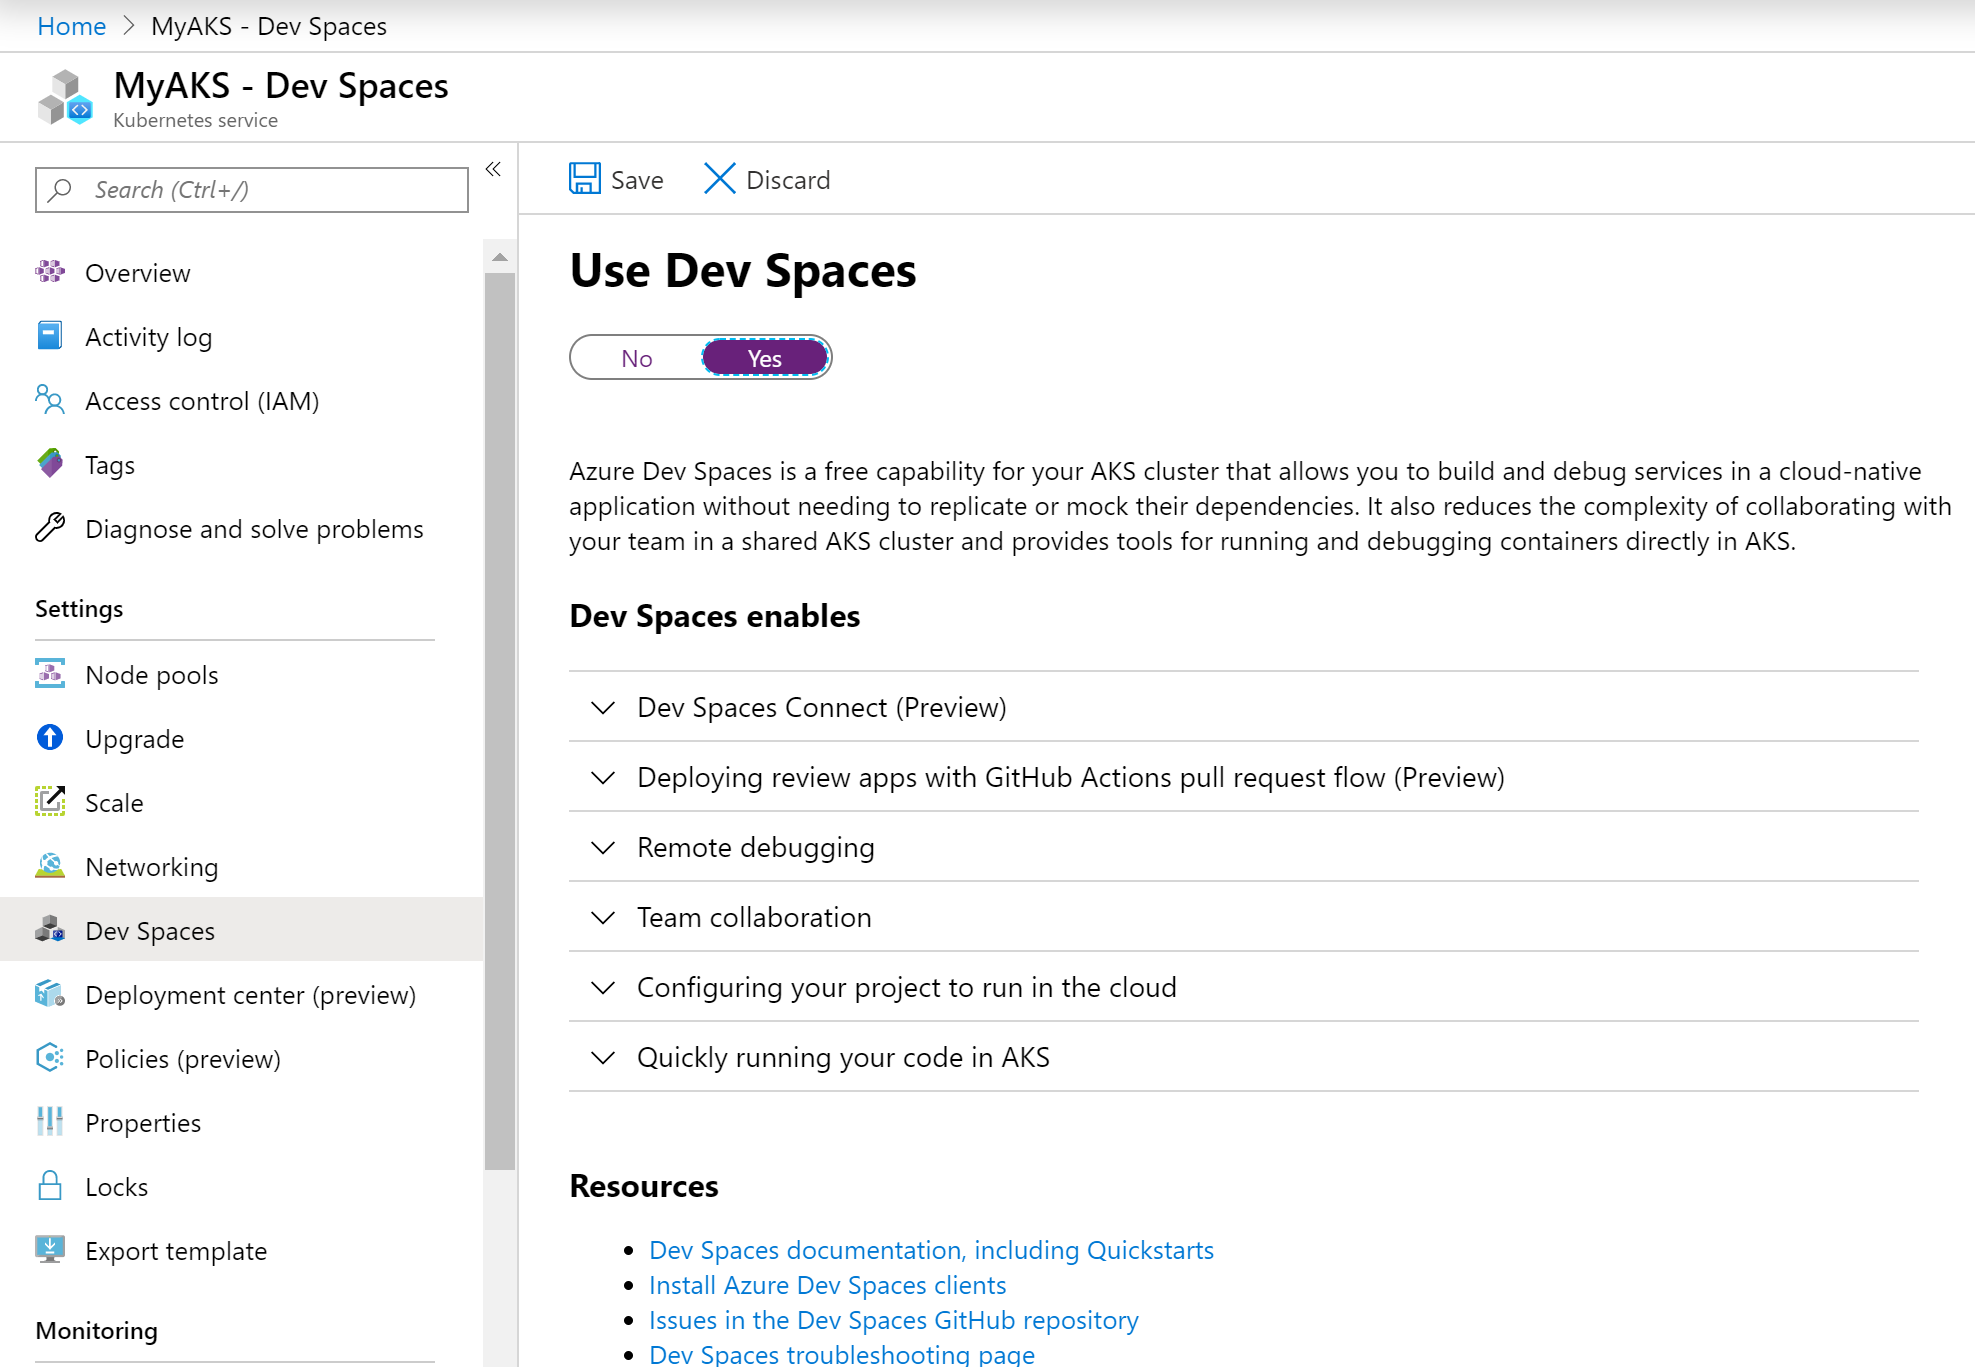 Home > MyAKS - Dev Spaces
MyAKS - Dev Spaces
Kubernetes service
Search (Ctrl+/)
«
Overview
Activity log
Access control (IAM)
Tags
Diagnose and solve problems
Settings
Node pools
Upgrade
Scale
Networking
Dev Spaces
Deployment center (preview)
Policies (preview)
Properties
Locks
Export template
Monitoring
Save
Discard
Use Dev Spaces
No
Yes
Azure Dev Spaces is a free capability for your AKS cluster that allows you to build and debug services in a cloud-native
application without needing to replicate or mock their dependencies. It also reduces the complexity of collaborating with
your team in a shared AKS cluster and provides tools for running and debugging containers directly in AKS.
Dev Spaces enables
Dev Spaces Connect (Preview)
Deploying review apps with GitHub Actions pull request flow (Preview)
Remote debugging
Team collaboration
Configuring your project to run in the cloud
Quickly running your code in AKS
Resources
• Dev Spaces documentation, including Quickstarts
• Install Azure Dev Spaces clients
• Issues in the Dev Spaces GitHub repository
• Dev Spaces troubleshooting page